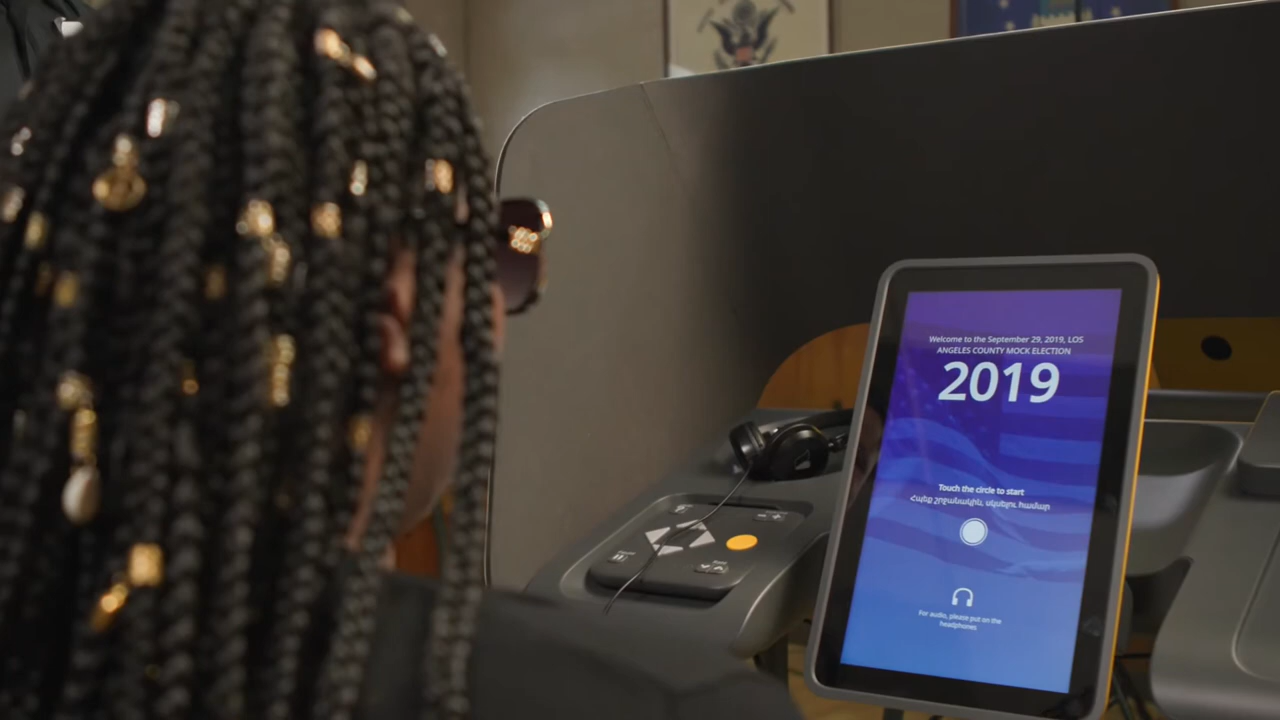 Welcome to the September 29, 2019, LOS
ANGELES COUNTY MOCK ELECTION
2019
Touch the circle to start
Հպեք շրջանակին, սկսելու համար
For audio, please put on the
headphones